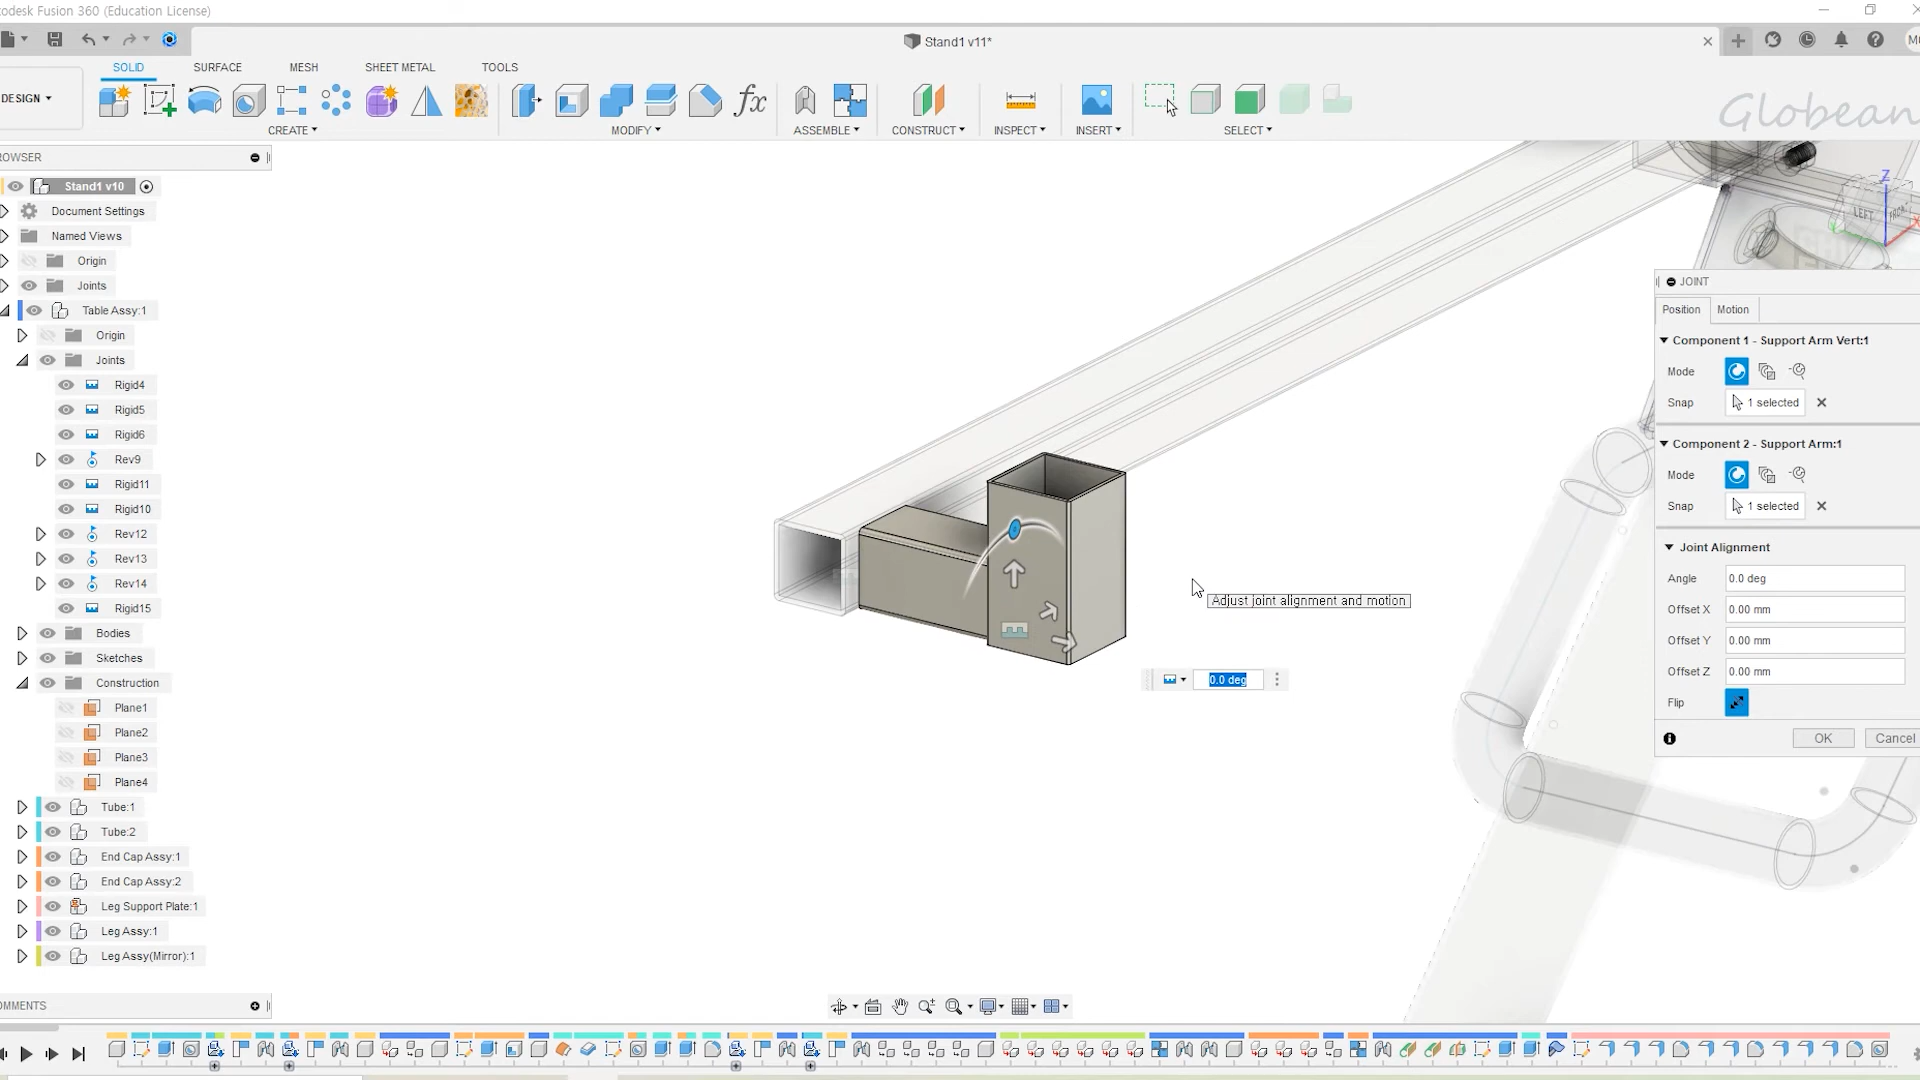 todesk Fusion 360 (Education License)
Stand1 v11*
MC
SOLID SURFACE MESH SHEET METAL TOOLS
DESIGN
CREATE MODIFY ASSEMBLE CONSTRUCT INSPECT INSERT SELECT
Globean
ROWSER
Stand1 v10
Document Settings
Named Views
Origin
Joints
Table Assy:1
Origin
Joints
Rigid4
Rigid5
Rigid6
Rev9
Rigid11
Rigid10
Rev12
Rev13
Rev14
Rigid15
Bodies
Sketches
Construction
Plane1
Plane2
Plane3
Plane4
Tube:1
Tube:2
End Cap Assy:1
End Cap Assy:2
Leg Support Plate:1
Leg Assy:1
Leg Assy(Mirror):1
OMMENTS
Z
LEFT
FRONT
X
JOINT
Position Motion
Component 1 - Support Arm Vert:1
Mode
Snap 1 selected
Component 2 - Support Arm:1
Mode
Snap 1 selected
Joint Alignment
Angle 0.0 deg
Offset X 0.00 mm
Offset Y 0.00 mm
Offset Z 0.00 mm
Flip
OK Cancel
Adjust joint alignment and motion
0.0 deg